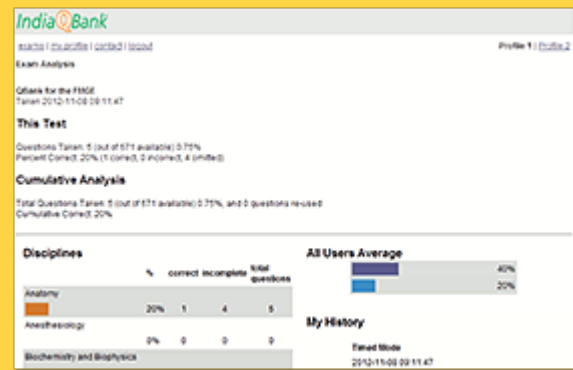 India QBank
exams | my profile | contact | logout
Profile 1 | Profile 2
Exam Analysis
QBank for the FMGE
Taken 2012-11-08 09:11:47
This Test
Questions Taken: 5 (out of 671 available) 0.75%
Percent Correct: 20% (1 correct, 0 incorrect, 4 omitted)
Cumulative Analysis
Total Questions Taken: 5 (out of 671 available) 0.75%, and 0 questions re-used
Cumulative Correct: 20%
Disciplines
% correct incomplete total questions
Anatomy
20% 1 4 5
Anesthesiology
0% 0 0 0
Biochemistry and Biophysics
All Users Average
40%
20%
My History
Timed Mode
2012-11-08 09:11:47